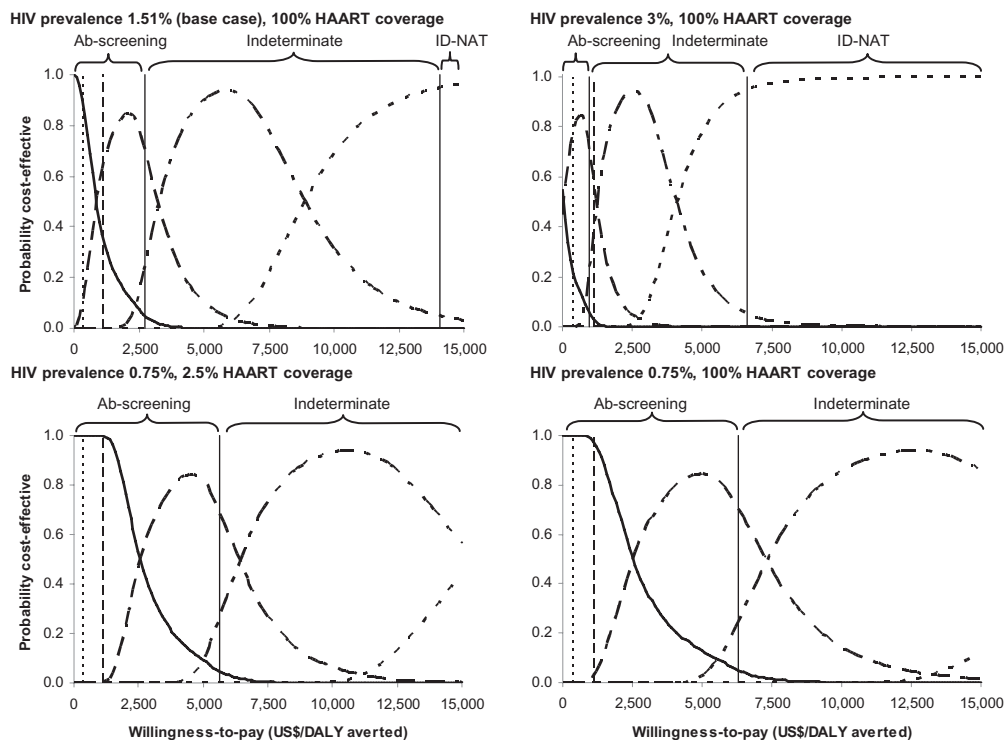 HIV prevalence 1.51% (base case), 100% HAART coverage
Ab-screening Indeterminate ID-NAT
Probability cost-effective
1.0
0.8
0.6
0.4
0.2
0.0
0 2,500 5,000 7,500 10,000 12,500 15,000
HIV prevalence 3%, 100% HAART coverage
Ab-screening Indeterminate ID-NAT
1.0
0.8
0.6
0.4
0.2
0.0
0 2,500 5,000 7,500 10,000 12,500 15,000
HIV prevalence 0.75%, 2.5% HAART coverage
Ab-screening Indeterminate
Probability cost-effective
1.0
0.8
0.6
0.4
0.2
0.0
0 2,500 5,000 7,500 10,000 12,500 15,000
Willingness-to-pay (US$/DALY averted)
HIV prevalence 0.75%, 100% HAART coverage
Ab-screening Indeterminate
1.0
0.8
0.6
0.4
0.2
0.0
0 2,500 5,000 7,500 10,000 12,500 15,000
Willingness-to-pay (US$/DALY averted)